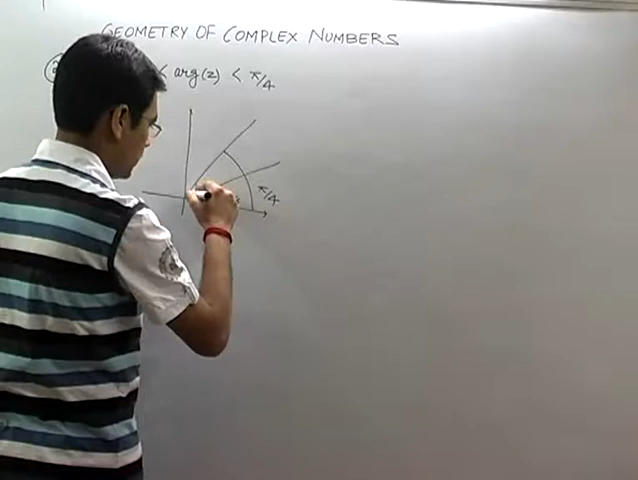 GEOMETRY OF COMPLEX NUMBERS
< arg(z) < π/4
π/4